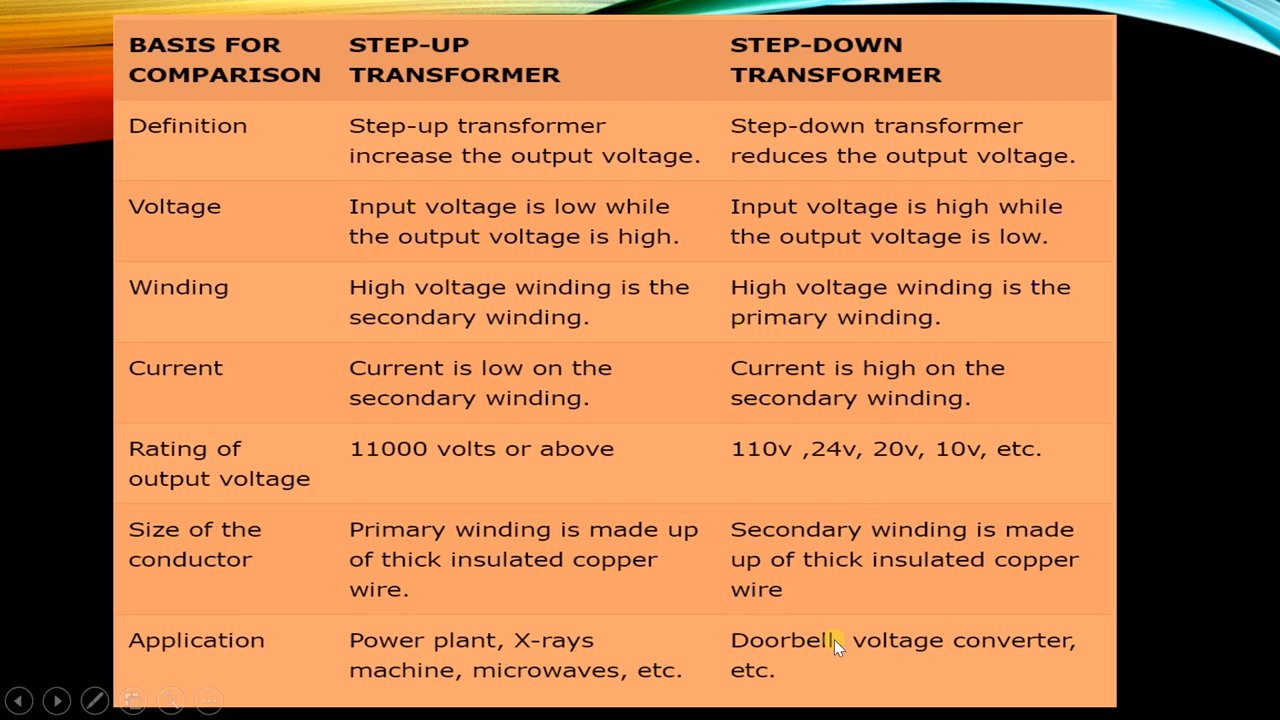 BASIS FOR COMPARISON
STEP-UP TRANSFORMER
STEP-DOWN TRANSFORMER
Definition
Step-up transformer
increase the output voltage.
Step-down transformer
reduces the output voltage.
Voltage
Input voltage is low while
the output voltage is high.
Input voltage is high while
the output voltage is low.
Winding
High voltage winding is the
secondary winding.
High voltage winding is the
primary winding.
Current
Current is low on the
secondary winding.
Current is high on the
secondary winding.
Rating of
output voltage
11000 volts or above
110v ,24v, 20v, 10v, etc.
Size of the
conductor
Primary winding is made up
of thick insulated copper
wire.
Secondary winding is made
up of thick insulated copper
wire
Application
Power plant, X-rays
machine, microwaves, etc.
Doorbell, voltage converter,
etc.